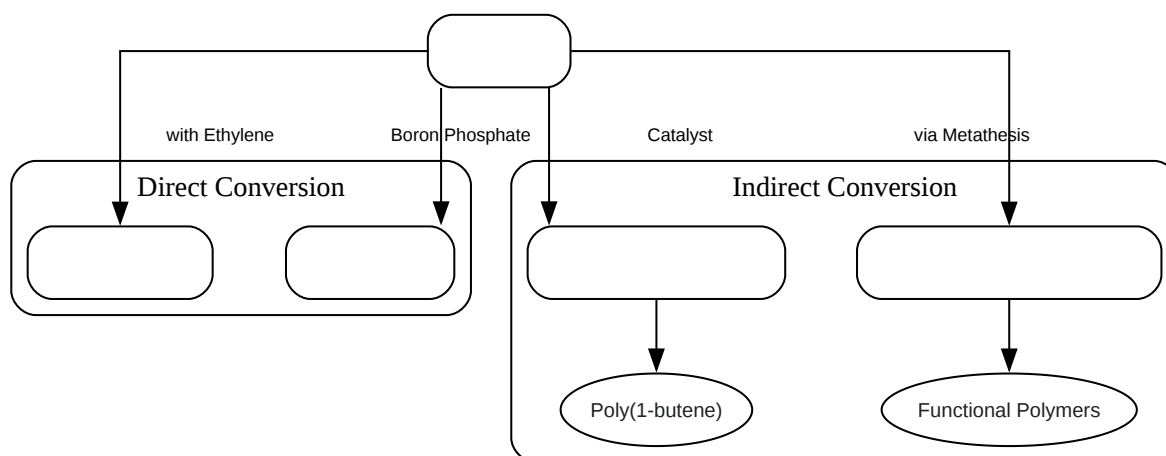 with Ethylene
Boron Phosphate
Catalyst
via Metathesis
Direct Conversion
Indirect Conversion
Poly(1-butene)
Functional Polymers